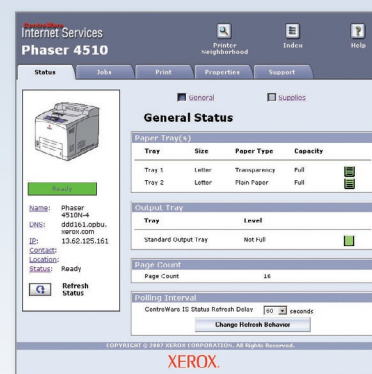 CentreWare
Internet Services
Phaser 4510
Printer Neighborhood
Index
Help
Status
Jobs
Print
Properties
Support
General
Supplies
General Status
Ready
Name: Phaser 4510N-4
DNS: ddd161.opbu.xerox.com
IP: 13.62.125.161
Contact:
Location:
Status: Ready
Refresh Status
Paper Tray(s)
Tray Size Paper Type Capacity
Tray 1 Letter Transparency Full
Tray 2 Letter Plain Paper Full
Output Tray
Tray Level
Standard Output Tray Not Full
Page Count
Page Count 16
Polling Interval
CentreWare IS Status Refresh Delay 60 seconds
Change Refresh Behavior
COPYRIGHT © 2007 XEROX CORPORATION. All Rights Reserved.
XEROX.